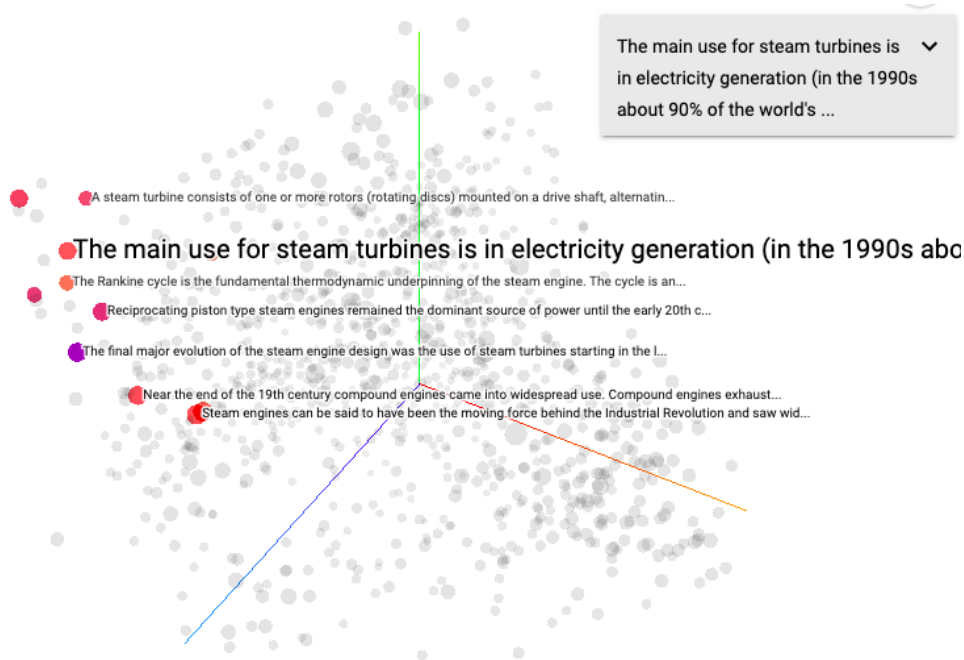 The main use for steam turbines is
in electricity generation (in the 1990s
about 90% of the world's ...
A steam turbine consists of one or more rotors (rotating discs) mounted on a drive shaft, alternatin...
The main use for steam turbines is in electricity generation (in the 1990s abo
The Rankine cycle is the fundamental thermodynamic underpinning of the steam engine. The cycle is an...
Reciprocating piston type steam engines remained the dominant source of power until the early 20th c...
The final major evolution of the steam engine design was the use of steam turbines starting in the l...
Near the end of the 19th century compound engines came into widespread use. Compound engines exhaust...
Steam engines can be said to have been the moving force behind the Industrial Revolution and saw wid...